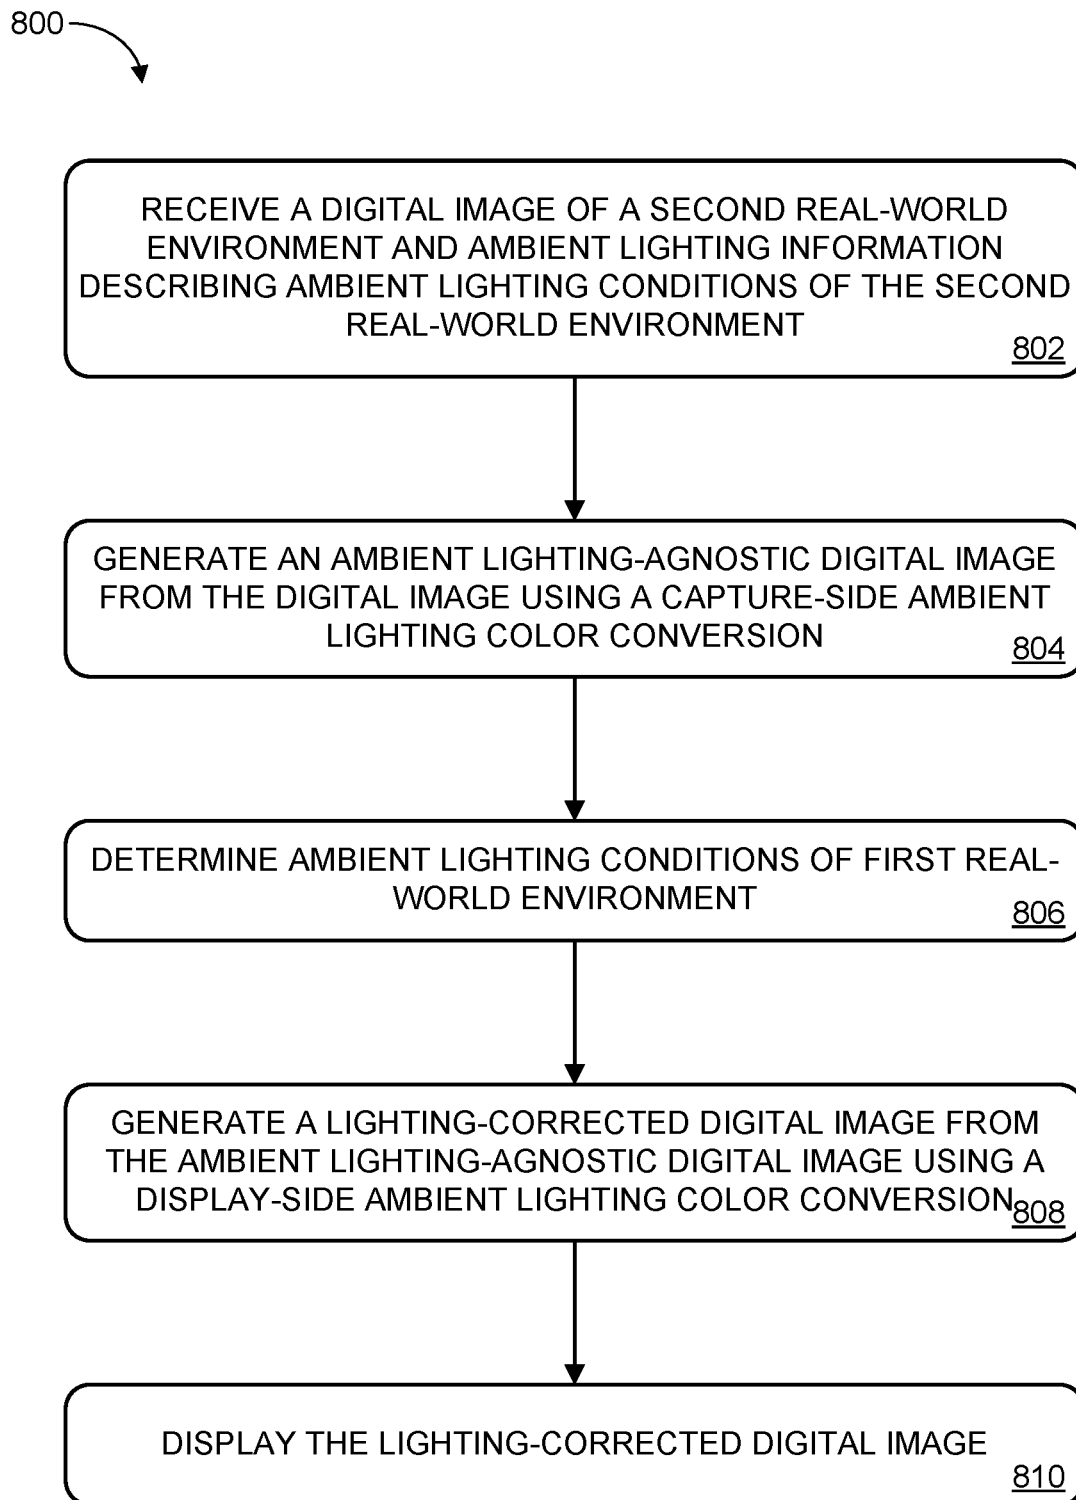 800
RECEIVE A DIGITAL IMAGE OF A SECOND REAL-WORLD
ENVIRONMENT AND AMBIENT LIGHTING INFORMATION
DESCRIBING AMBIENT LIGHTING CONDITIONS OF THE SECOND
REAL-WORLD ENVIRONMENT
802
GENERATE AN AMBIENT LIGHTING-AGNOSTIC DIGITAL IMAGE
FROM THE DIGITAL IMAGE USING A CAPTURE-SIDE AMBIENT
LIGHTING COLOR CONVERSION
804
DETERMINE AMBIENT LIGHTING CONDITIONS OF FIRST REAL-
WORLD ENVIRONMENT
806
GENERATE A LIGHTING-CORRECTED DIGITAL IMAGE FROM
THE AMBIENT LIGHTING-AGNOSTIC DIGITAL IMAGE USING A
DISPLAY-SIDE AMBIENT LIGHTING COLOR CONVERSION
808
DISPLAY THE LIGHTING-CORRECTED DIGITAL IMAGE
810